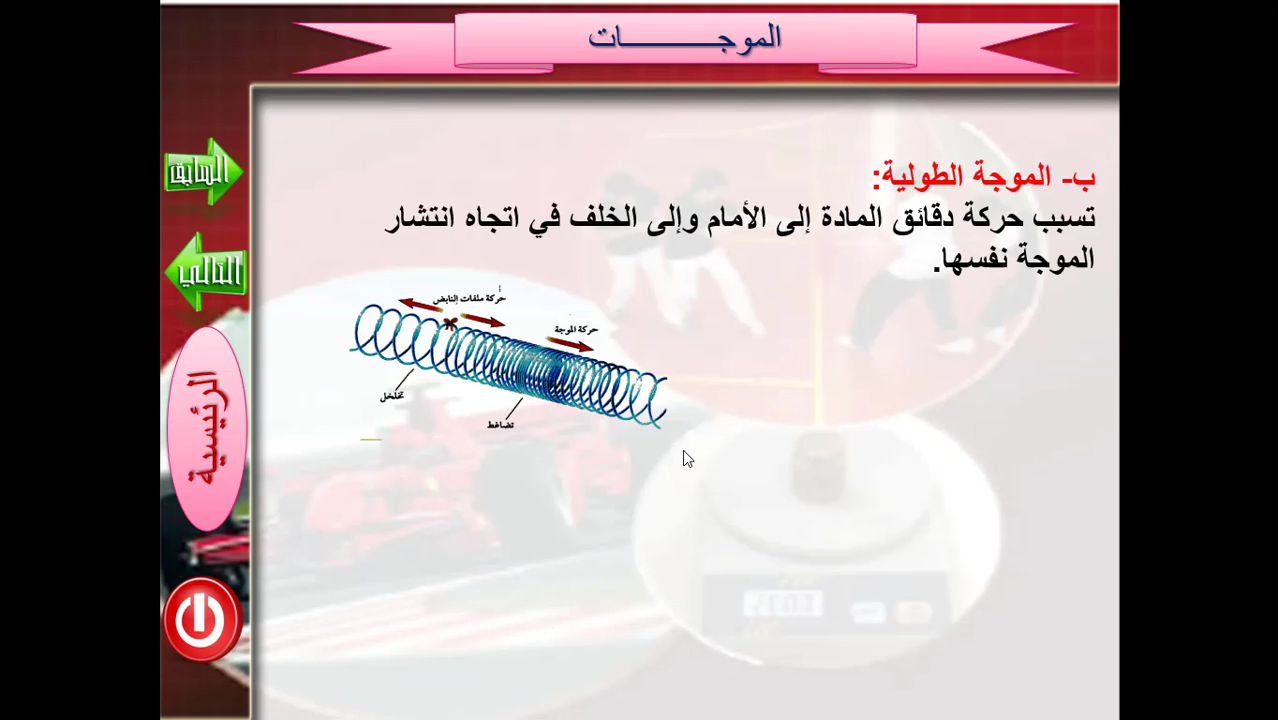 الموجـــــــــــات
السابق
التالي
الرئيسية
ب- الموجة الطولية:
تسبب حركة دقائق المادة إلى الأمام وإلى الخلف في اتجاه انتشار
الموجة نفسها.
حركة ملفات النابض
حركة الموجة
تخلخل
تضاغط